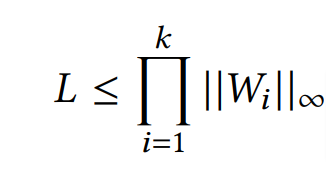 L ≤ ∏_{i=1}^{k} ||W_i||_∞